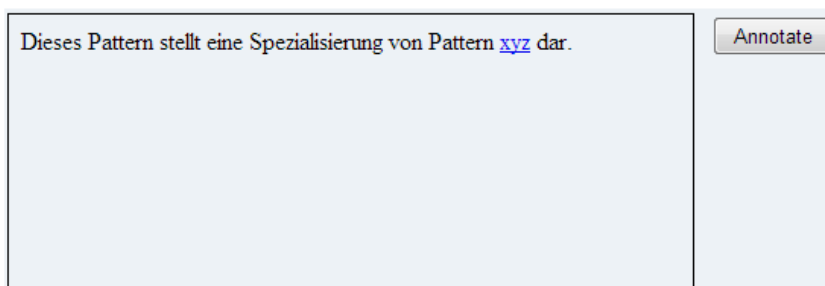 Dieses Pattern stellt eine Spezialisierung von Pattern xyz dar.
Annotate